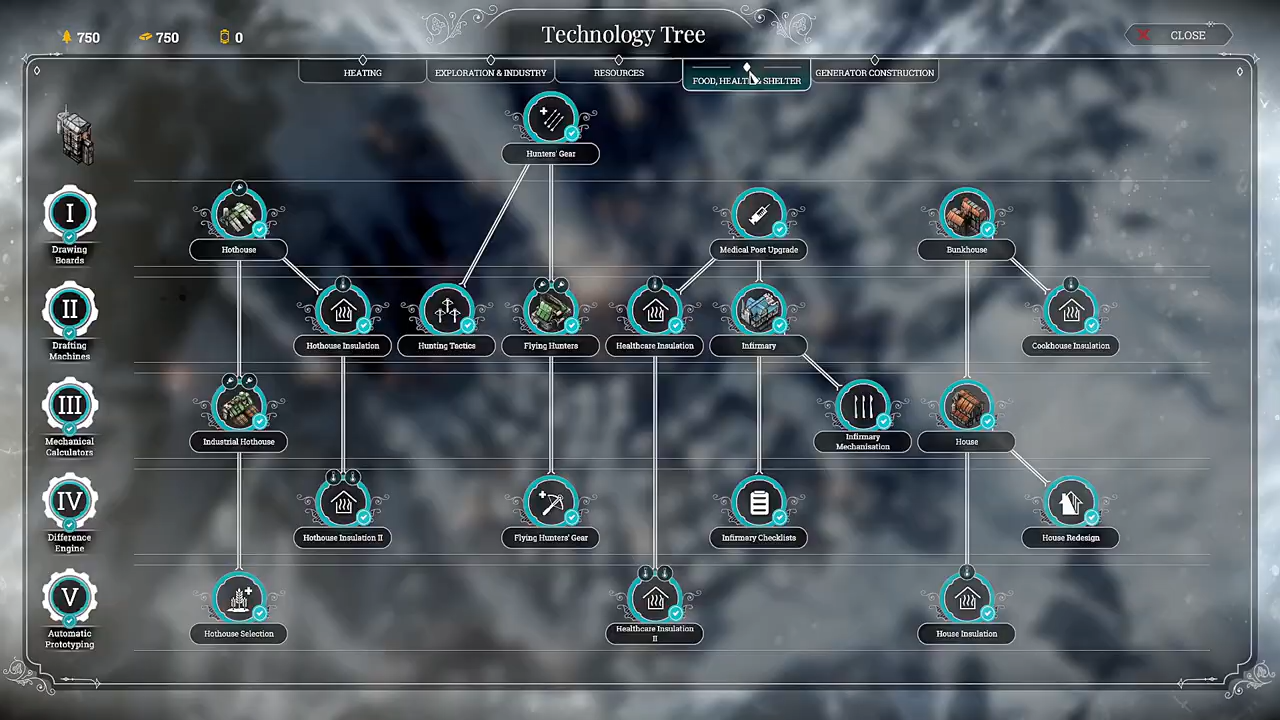 750 750 0
Technology Tree
CLOSE
HEATING
EXPLORATION & INDUSTRY
RESOURCES
FOOD, HEALTH & SHELTER
GENERATOR CONSTRUCTION
Hunters' Gear
I
Drawing
Boards
Hothouse
Medical Post Upgrade
Bunkhouse
II
Drafting
Machines
Hothouse Insulation
Hunting Tactics
Flying Hunters
Healthcare Insulation
Infirmary
Cookhouse Insulation
III
Mechanical
Calculators
Industrial Hothouse
Infirmary
Mechanisation
House
IV
Difference
Engine
Hothouse Insulation II
Flying Hunters' Gear
Infirmary Checklists
House Redesign
V
Automatic
Prototyping
Hothouse Selection
Healthcare Insulation
II
House Insulation